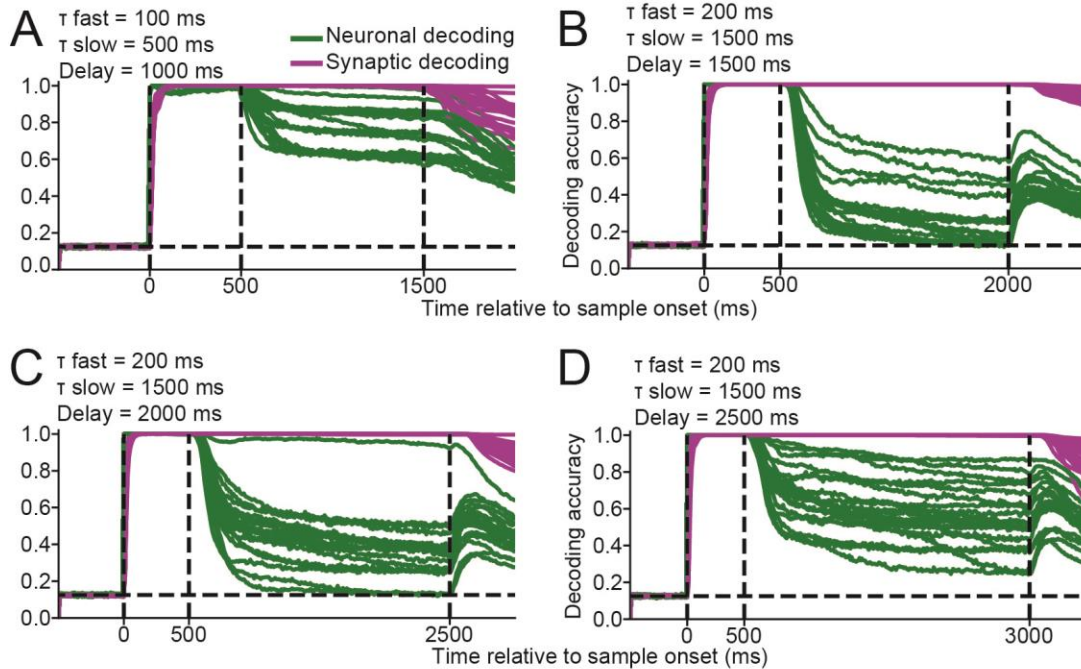 A
τ fast = 100 ms
τ slow = 500 ms
Delay = 1000 ms
Neuronal decoding
Synaptic decoding
1.0
0.8
0.6
0.4
0.2
0.0
0
500
1500
B
τ fast = 200 ms
τ slow = 1500 ms
Delay = 1500 ms
Decoding accuracy
1.0
0.8
0.6
0.4
0.2
0.0
0
500
2000
Time relative to sample onset (ms)
C
τ fast = 200 ms
τ slow = 1500 ms
Delay = 2000 ms
1.0
0.8
0.6
0.4
0.2
0.0
0
500
2500
Time relative to sample onset (ms)
D
τ fast = 200 ms
τ slow = 1500 ms
Delay = 2500 ms
Decoding accuracy
1.0
0.8
0.6
0.4
0.2
0.0
0
500
3000
Time relative to sample onset (ms)